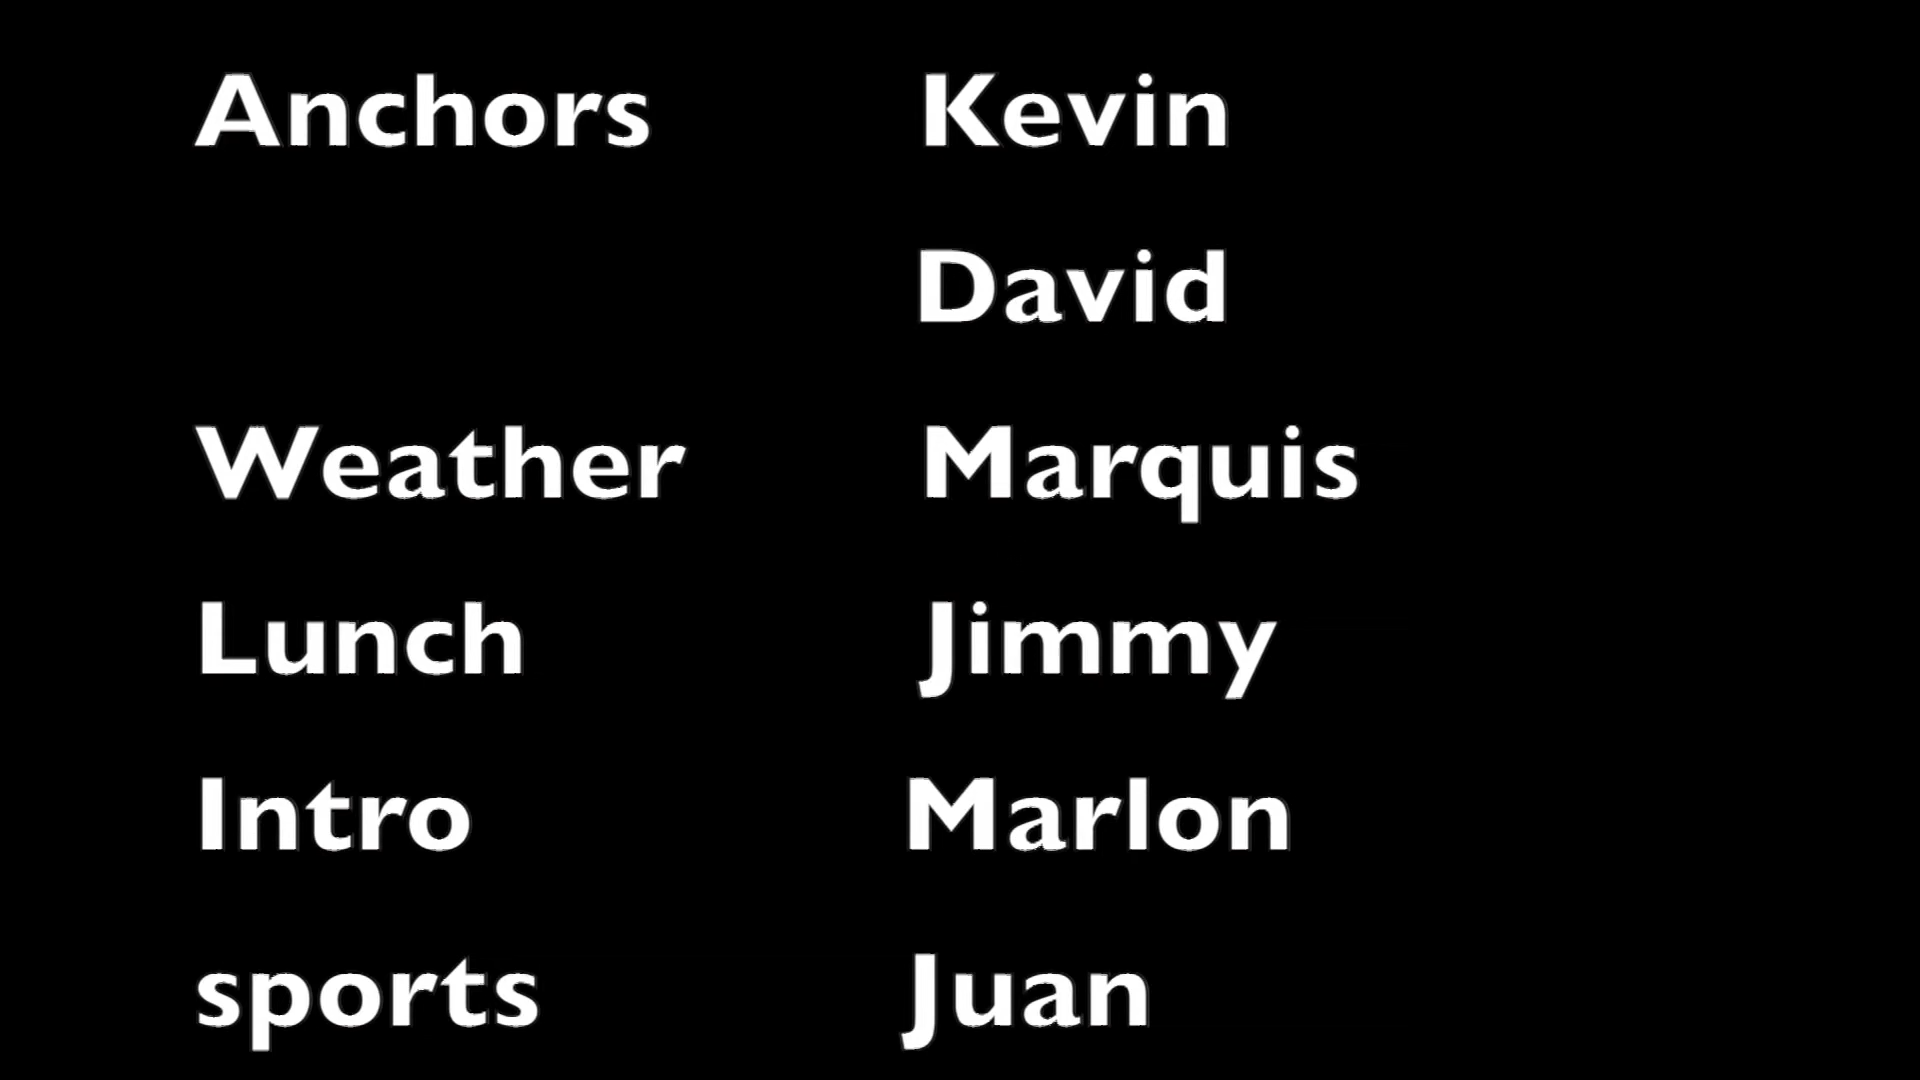 Anchors Kevin
David
Weather Marquis
Lunch Jimmy
Intro Marlon
sports Juan